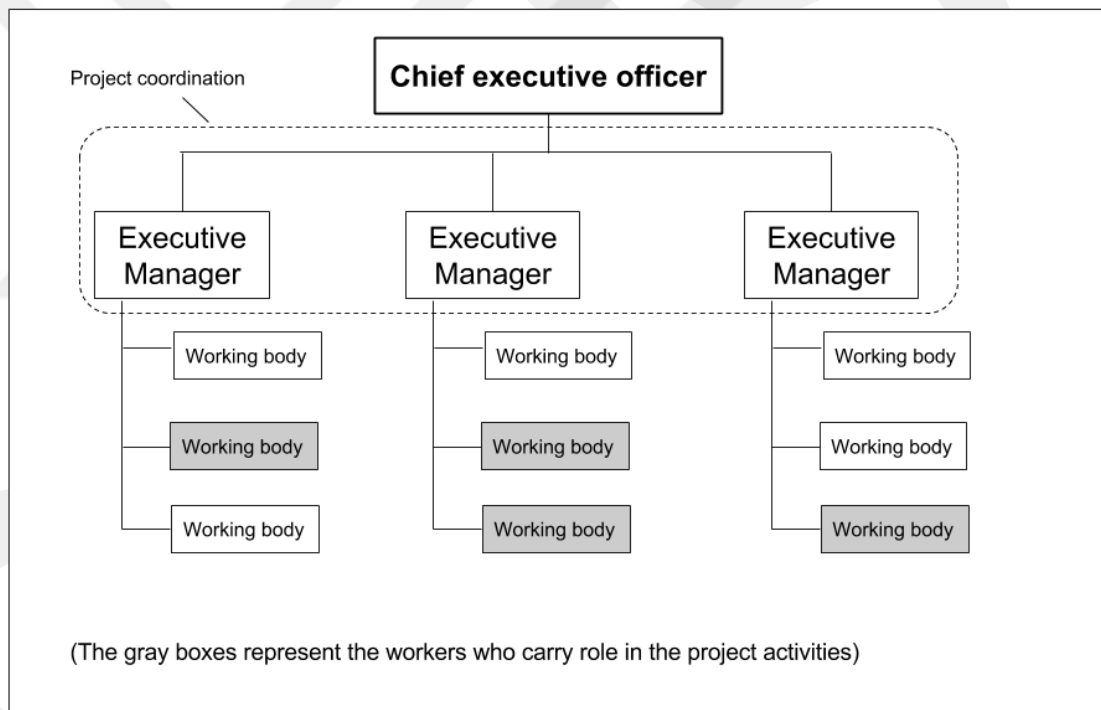 Chief executive officer
Project coordination
Executive
Manager
Executive
Manager
Executive
Manager
Working body
Working body
Working body
Working body
Working body
Working body
Working body
Working body
Working body
(The gray boxes represent the workers who carry role in the project activities)